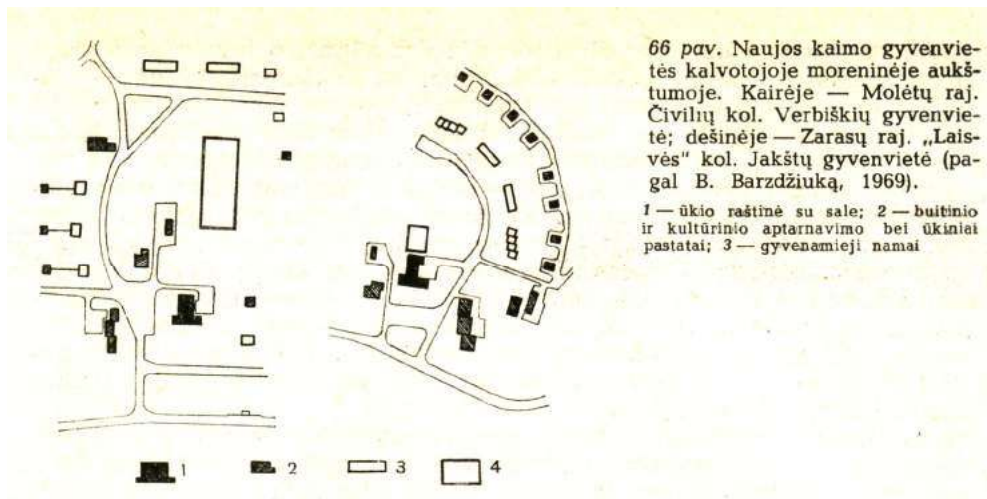 66 pav. Naujos kaimo gyvenvie-
tės kalvotojoje moreninėje aukš-
tumoje. Kairėje — Molėtų raj.
Čivilių kol. Verbiškių gyvenvie-
tė; dešinėje — Zarasų raj. „Lais-
vės" kol. Jakštų gyvenvietė (pa-
gal B. Barzdžiuką, 1969).
1 — ūkio raštinė su sale; 2 — buitinio
ir kultūrinio aptarnavimo bei ūkiniai
pastatai; 3 — gyvenamieji namai
1 2 3 4